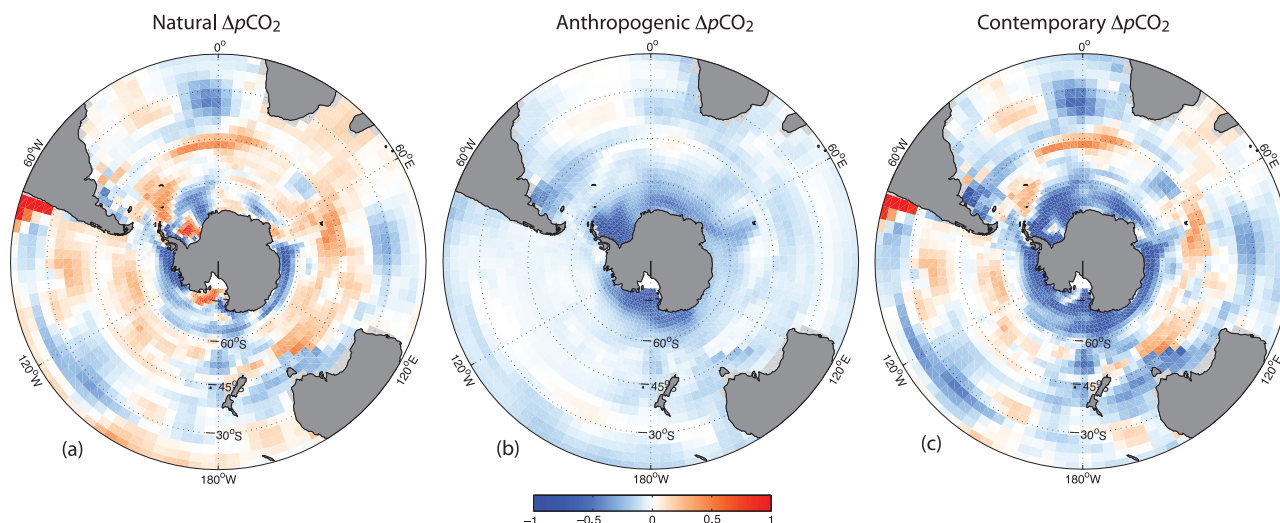 Natural ΔpCO₂
Anthropogenic ΔpCO₂
Contemporary ΔpCO₂
0°
0°
0°
60°W
60°E
60°W
60°E
60°W
60°E
60°S
60°S
60°S
120°W
120°E
120°W
120°E
120°W
120°E
45°S
45°S
45°S
30°S
30°S
30°S
(a)
(b)
(c)
180°W
180°W
180°W
−1 −0.5 0 0.5 1